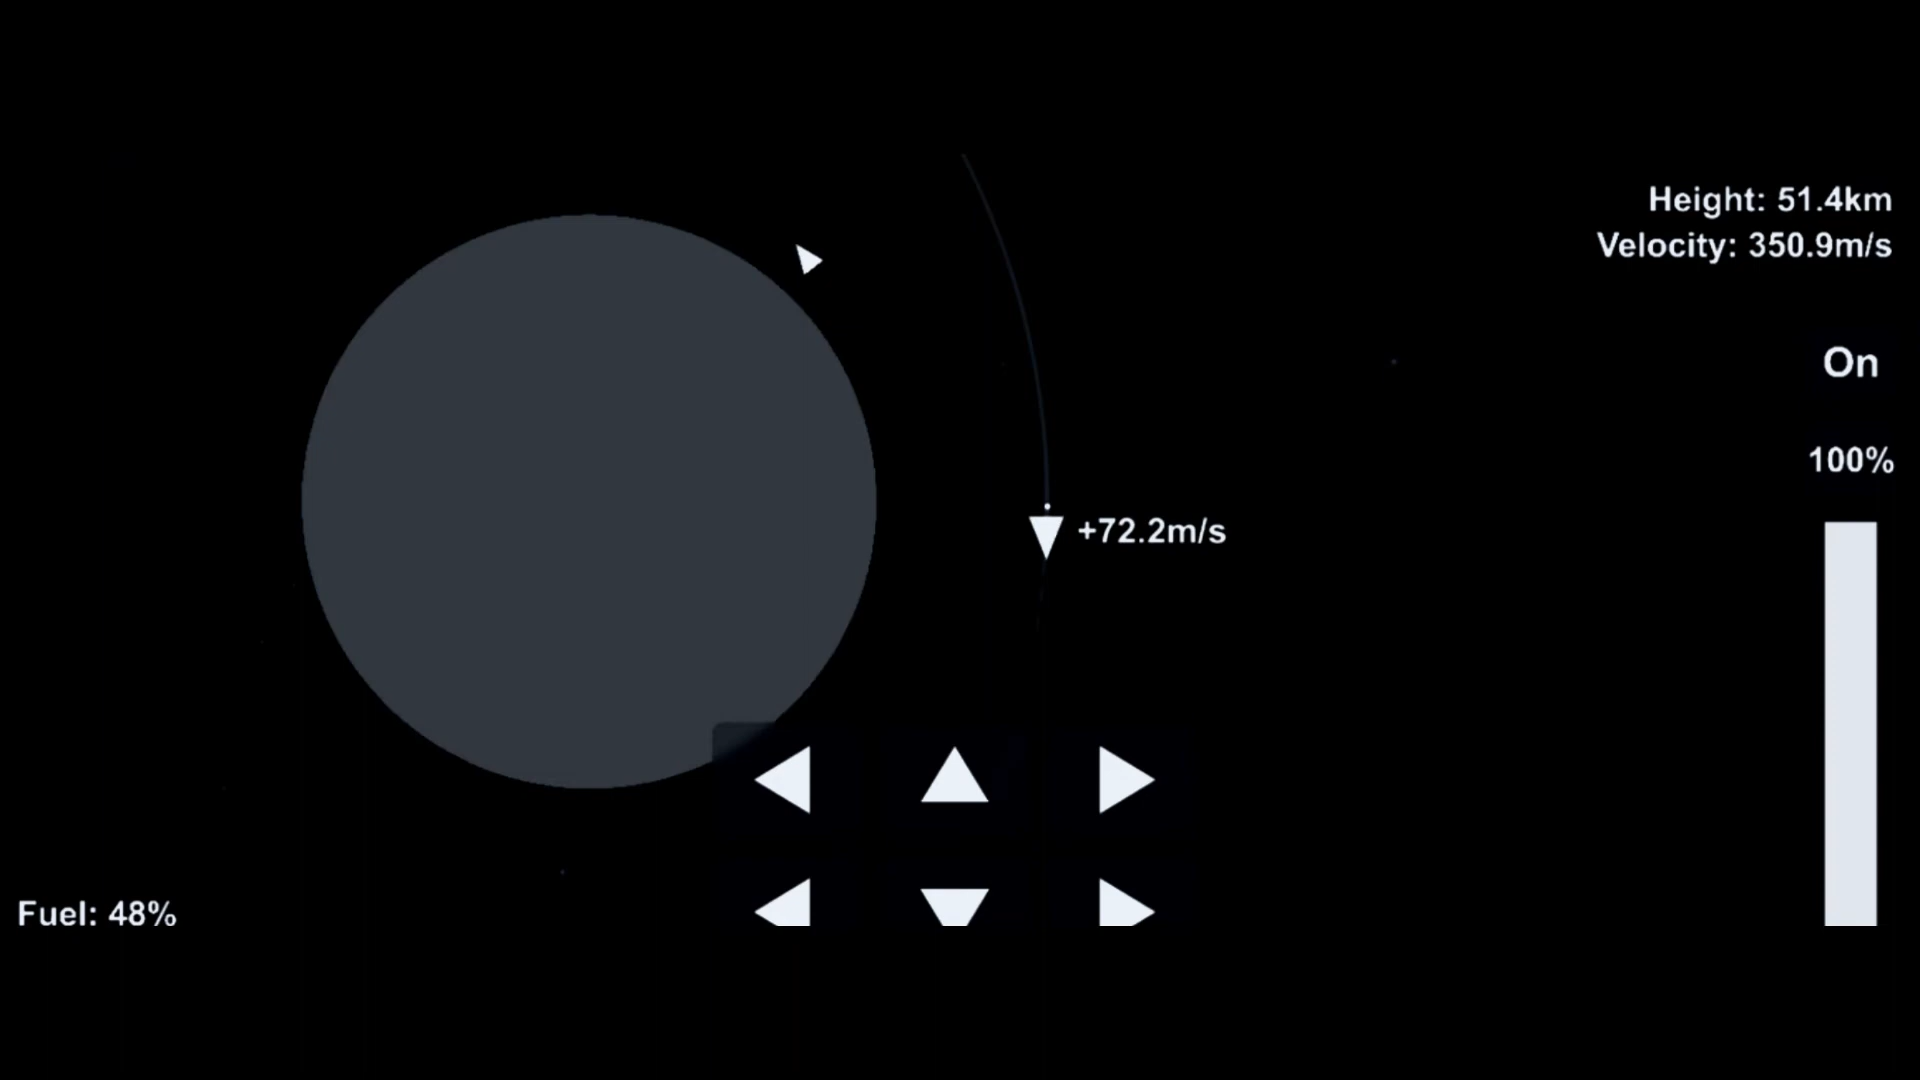 Height: 51.4km
Velocity: 350.9m/s
On
100%
+72.2m/s
Fuel: 48%